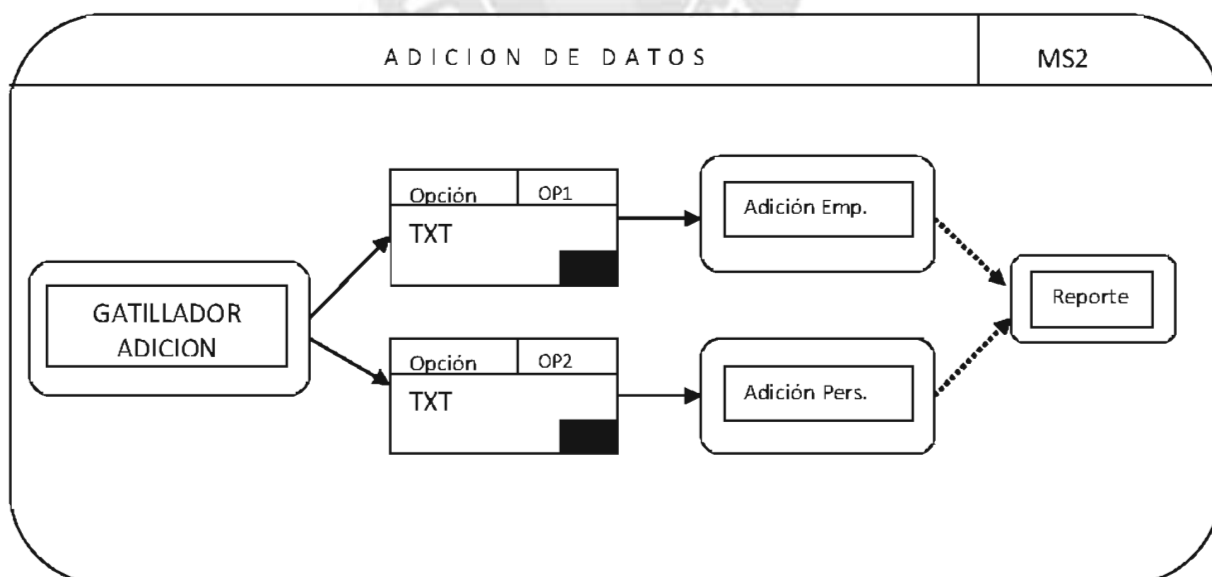 ADICION DE DATOS
MS2
Opción
OP1
TXT
Adición Emp.
GATILLADOR
ADICION
Reporte
Opción
OP2
TXT
Adición Pers.